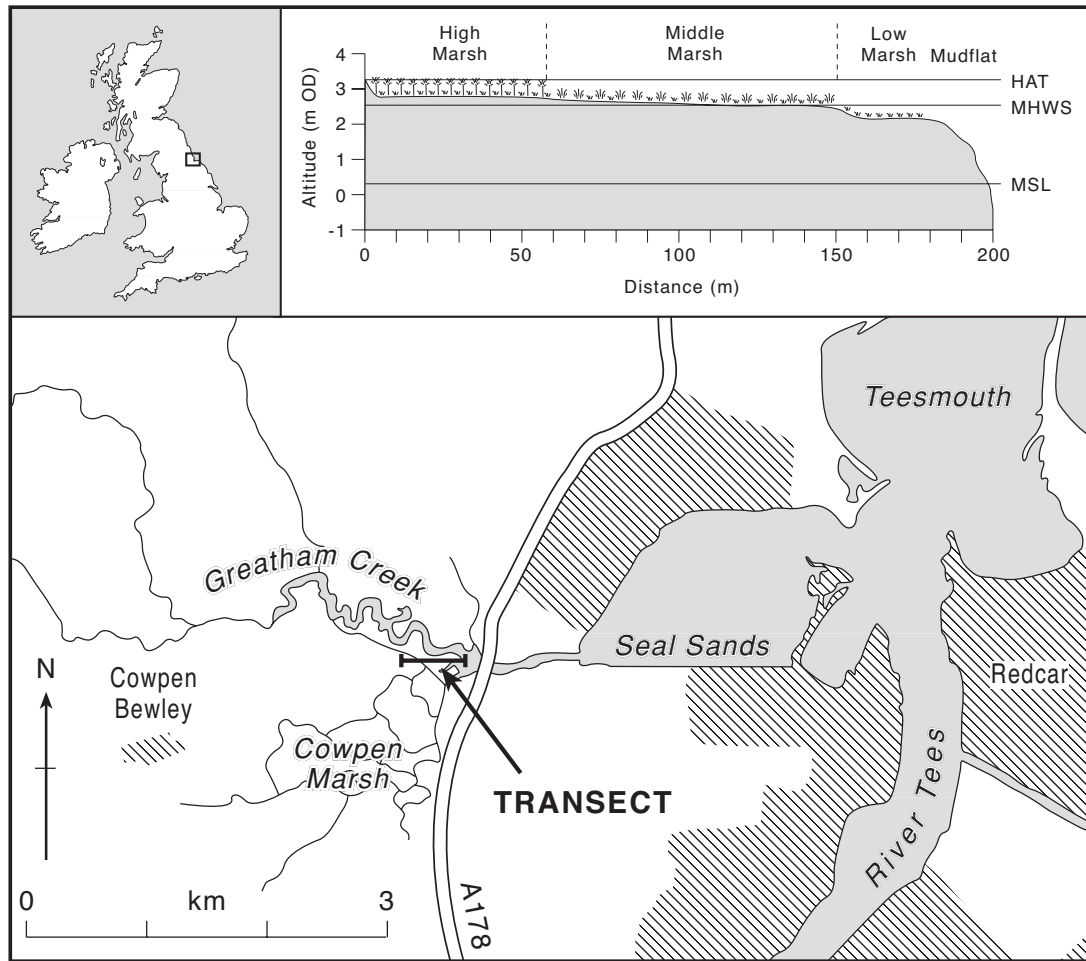 High
Marsh
Middle
Marsh
Low
Marsh
Mudflat
4
3
2
1
0
-1
Altitude (m OD)
HAT
MHWS
MSL
0
50
100
150
200
Distance (m)
Teesmouth
Greatham Creek
Seal Sands
Redcar
N
Cowpen
Bewley
Cowpen
Marsh
TRANSECT
River Tees
A178
0 km 3